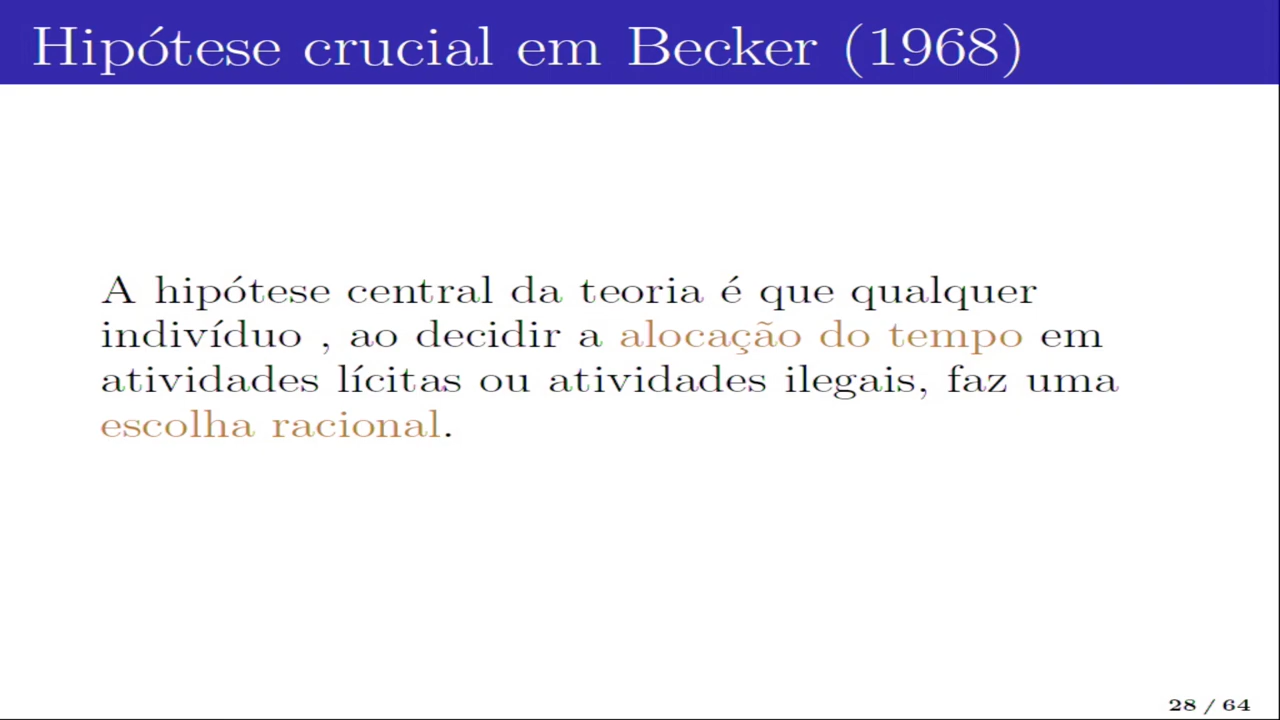 Hipótese crucial em Becker (1968)
A hipótese central da teoria é que qualquer
indivíduo , ao decidir a alocação do tempo em
atividades lícitas ou atividades ilegais, faz uma
escolha racional.
28 / 64